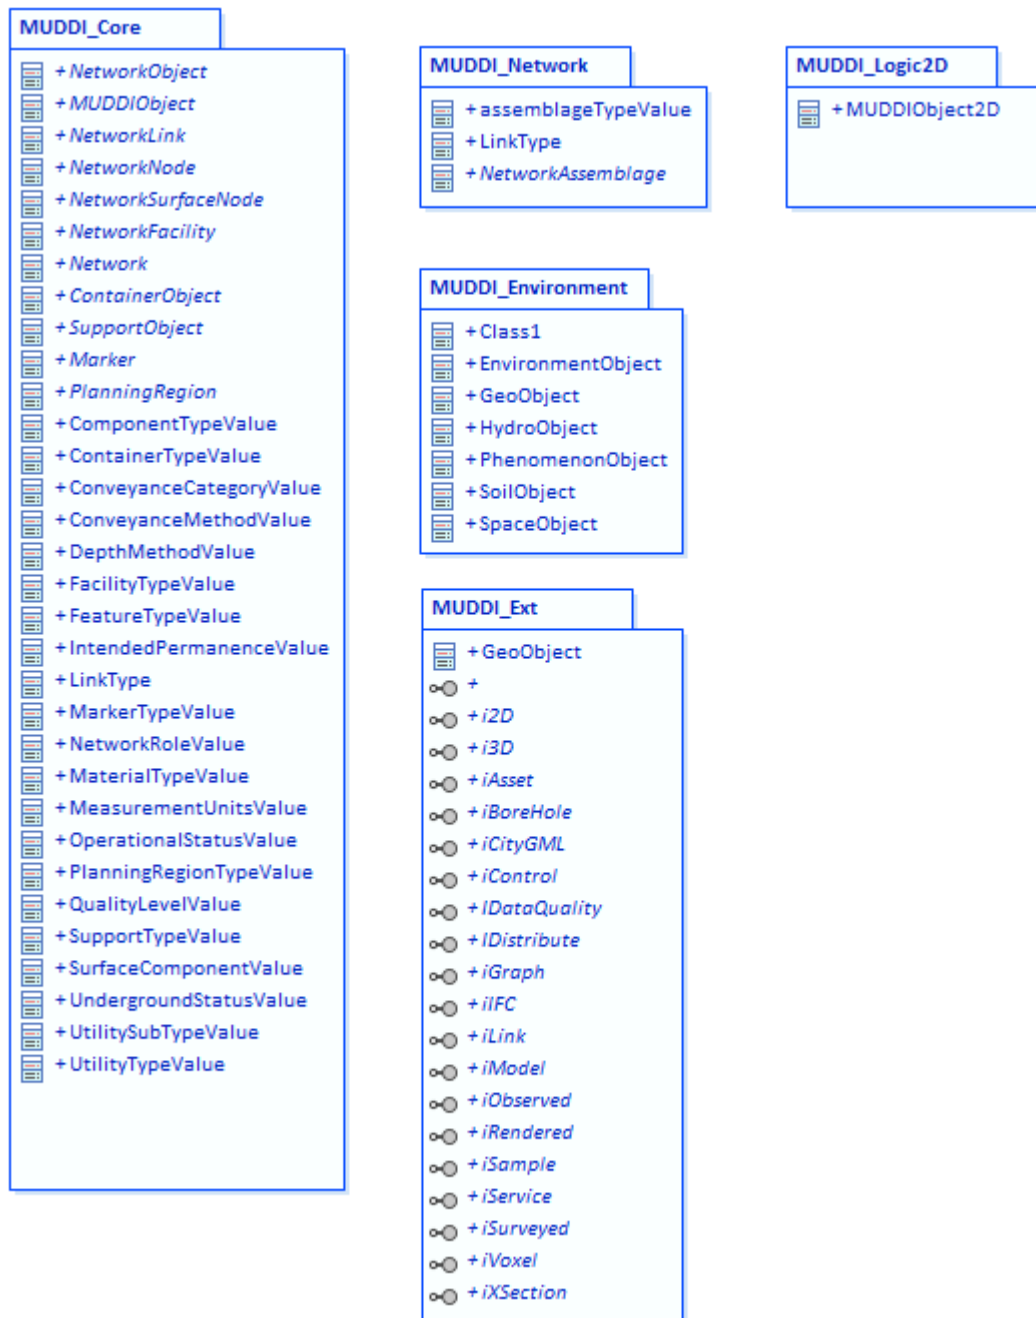 MUDDI_Core
+NetworkObject
+MUDDIObject
+NetworkLink
+NetworkNode
+NetworkSurfaceNode
+NetworkFacility
+Network
+ContainerObject
+SupportObject
+Marker
+PlanningRegion
+ComponentTypeValue
+ContainerTypeValue
+ConveyanceCategoryValue
+ConveyanceMethodValue
+DepthMethodValue
+FacilityTypeValue
+FeatureTypeValue
+IntendedPermanenceValue
+LinkType
+MarkerTypeValue
+NetworkRoleValue
+MaterialTypeValue
+MeasurementUnitsValue
+OperationalStatusValue
+PlanningRegionTypeValue
+QualityLevelValue
+SupportTypeValue
+SurfaceComponentValue
+UndergroundStatusValue
+UtilitySubTypeValue
+UtilityTypeValue
MUDDI_Network
+assemblageTypeValue
+LinkType
+NetworkAssemblage
MUDDI_Logic2D
+MUDDIObject2D
MUDDI_Environment
+Class1
+EnvironmentObject
+GeoObject
+HydroObject
+PhenomenonObject
+SoilObject
+SpaceObject
MUDDI_Ext
+GeoObject
+
+i2D
+i3D
+iAsset
+iBoreHole
+iCityGML
+iControl
+IDataQuality
+IDistribute
+iGraph
+iIFC
+iLink
+iModel
+iObserved
+iRendered
+iSample
+iService
+iSurveyed
+iVoxel
+iXSection